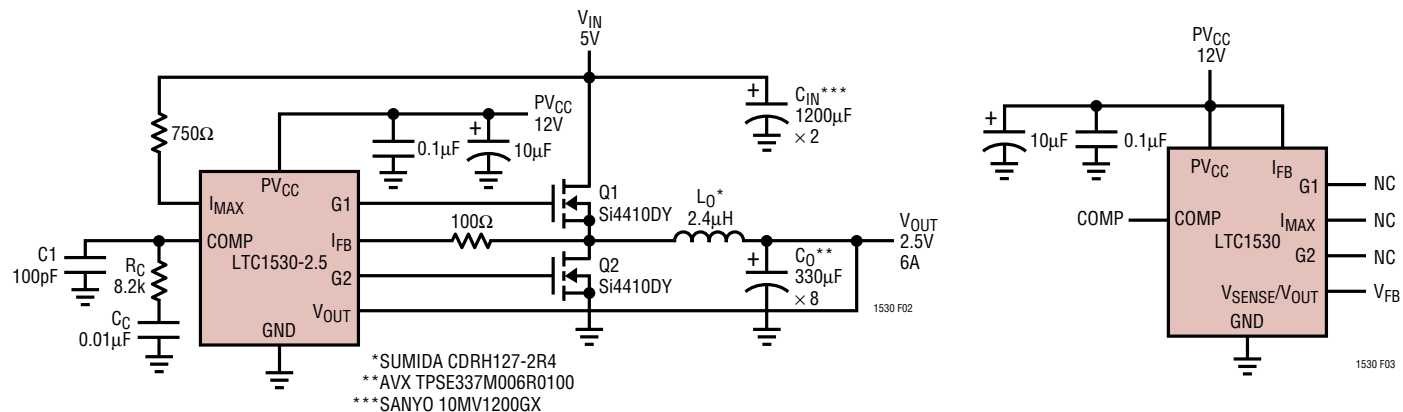 V_IN
5V
C_IN***
1200µF
× 2
PV_CC
12V
0.1µF
10µF
750Ω
PV_CC
I_MAX
G1
Q1
Si4410DY
COMP
I_FB
100Ω
L_O*
2.4µH
V_OUT
2.5V
6A
LTC1530-2.5
G2
Q2
Si4410DY
C_O**
330µF
× 8
C1
100pF
R_C
8.2k
C_C
0.01µF
V_OUT
GND
1530 F02
*SUMIDA CDRH127-2R4
**AVX TPSE337M006R0100
***SANYO 10MV1200GX
PV_CC
12V
10µF
0.1µF
PV_CC
I_FB
G1
NC
COMP
COMP
I_MAX
NC
LTC1530
G2
NC
V_SENSE/V_OUT
V_FB
GND
1530 F03
+
+
+
+